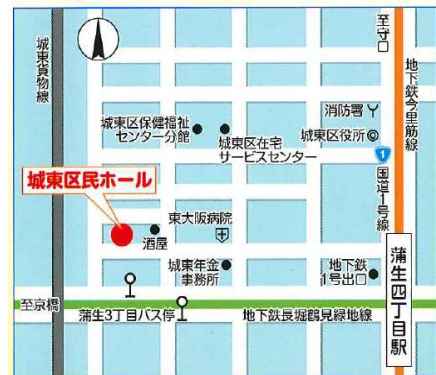 城東貨物線
至守口
地下鉄今里筋線
消防署
城東区保健福祉
センター分館
城東区役所
城東区在宅
サービスセンター
1
国道1号線
城東区民ホール
東大阪病院
酒屋
蒲生四丁目駅
城東年金
事務所
地下鉄
1号出口
至京橋
蒲生3丁目バス停
地下鉄長堀鶴見緑地線